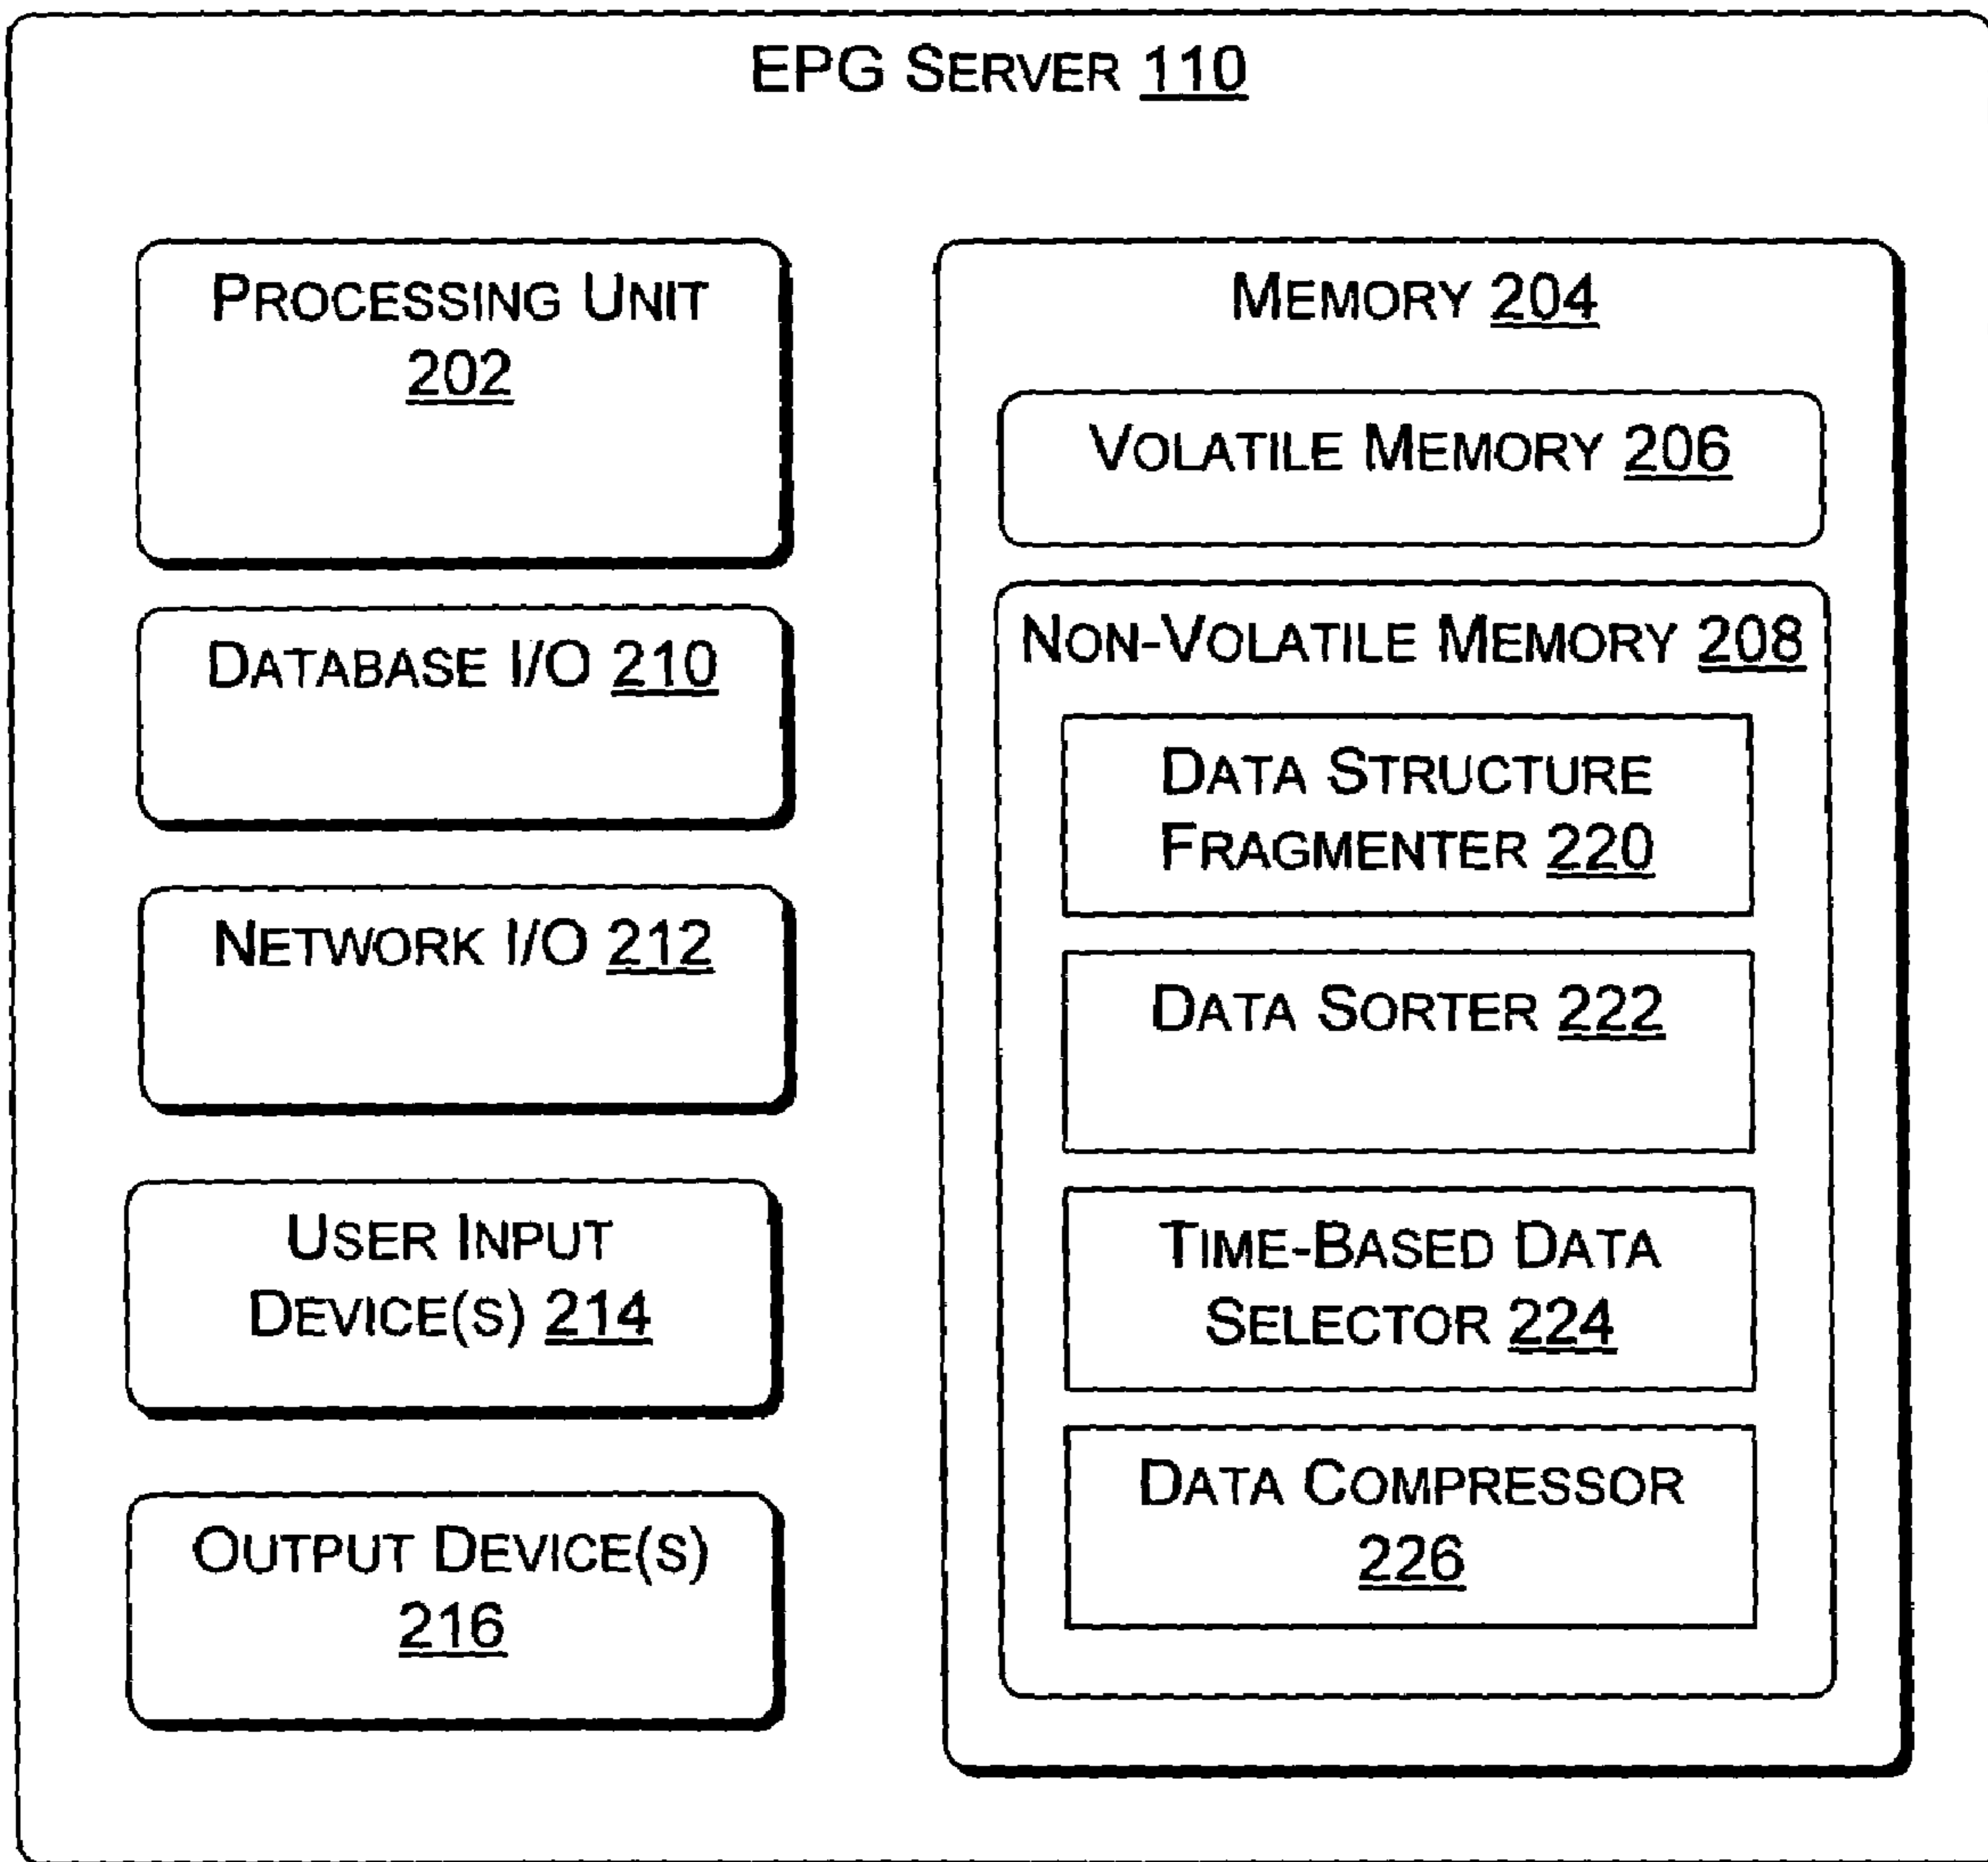 EPG SERVER 110
PROCESSING UNIT
202
DATABASE I/O 210
NETWORK I/O 212
USER INPUT
DEVICE(S) 214
OUTPUT DEVICE(S)
216
MEMORY 204
VOLATILE MEMORY 206
NON-VOLATILE MEMORY 208
DATA STRUCTURE
FRAGMENTER 220
DATA SORTER 222
TIME-BASED DATA
SELECTOR 224
DATA COMPRESSOR
226